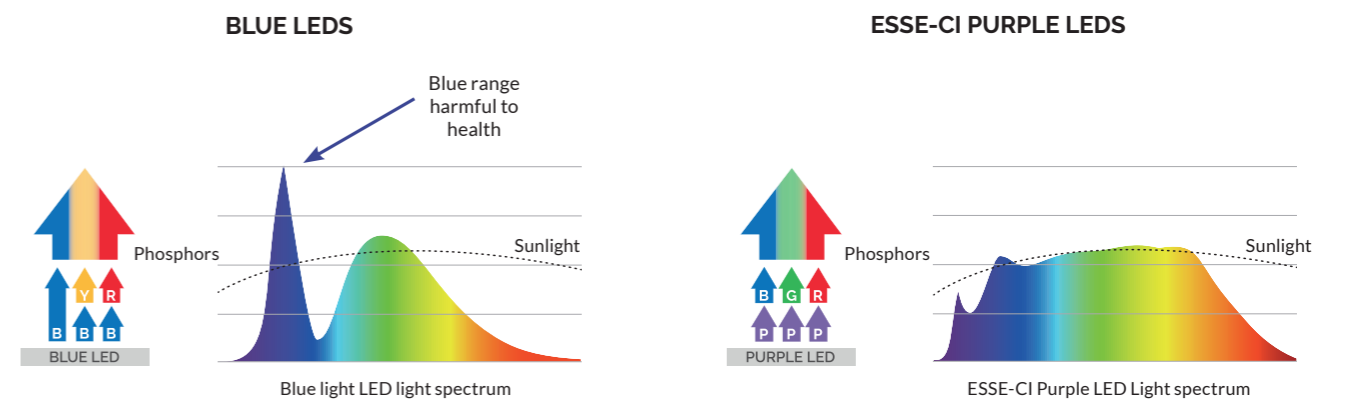 BLUE LEDS
Blue range
harmful to
health
Phosphors
Sunlight
Y R
B B B
BLUE LED
Blue light LED light spectrum
ESSE-CI PURPLE LEDS
Phosphors
Sunlight
B G R
P P P
PURPLE LED
ESSE-CI Purple LED Light spectrum